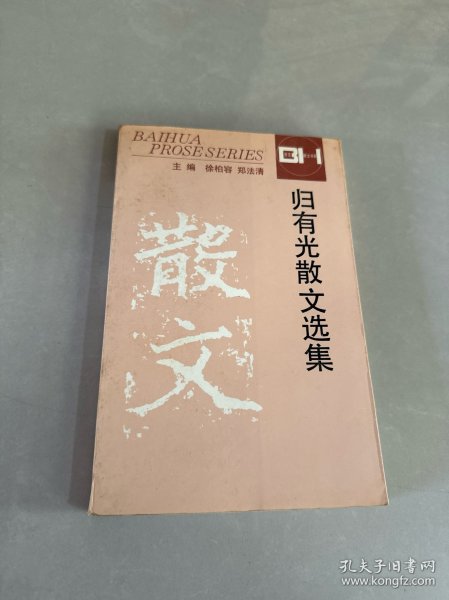 BAIHUA
PROSE·SERIES
主编 徐柏容 郑法清
BH
归有光散文选集
散文
孔夫子旧书网
www.kongfz.com